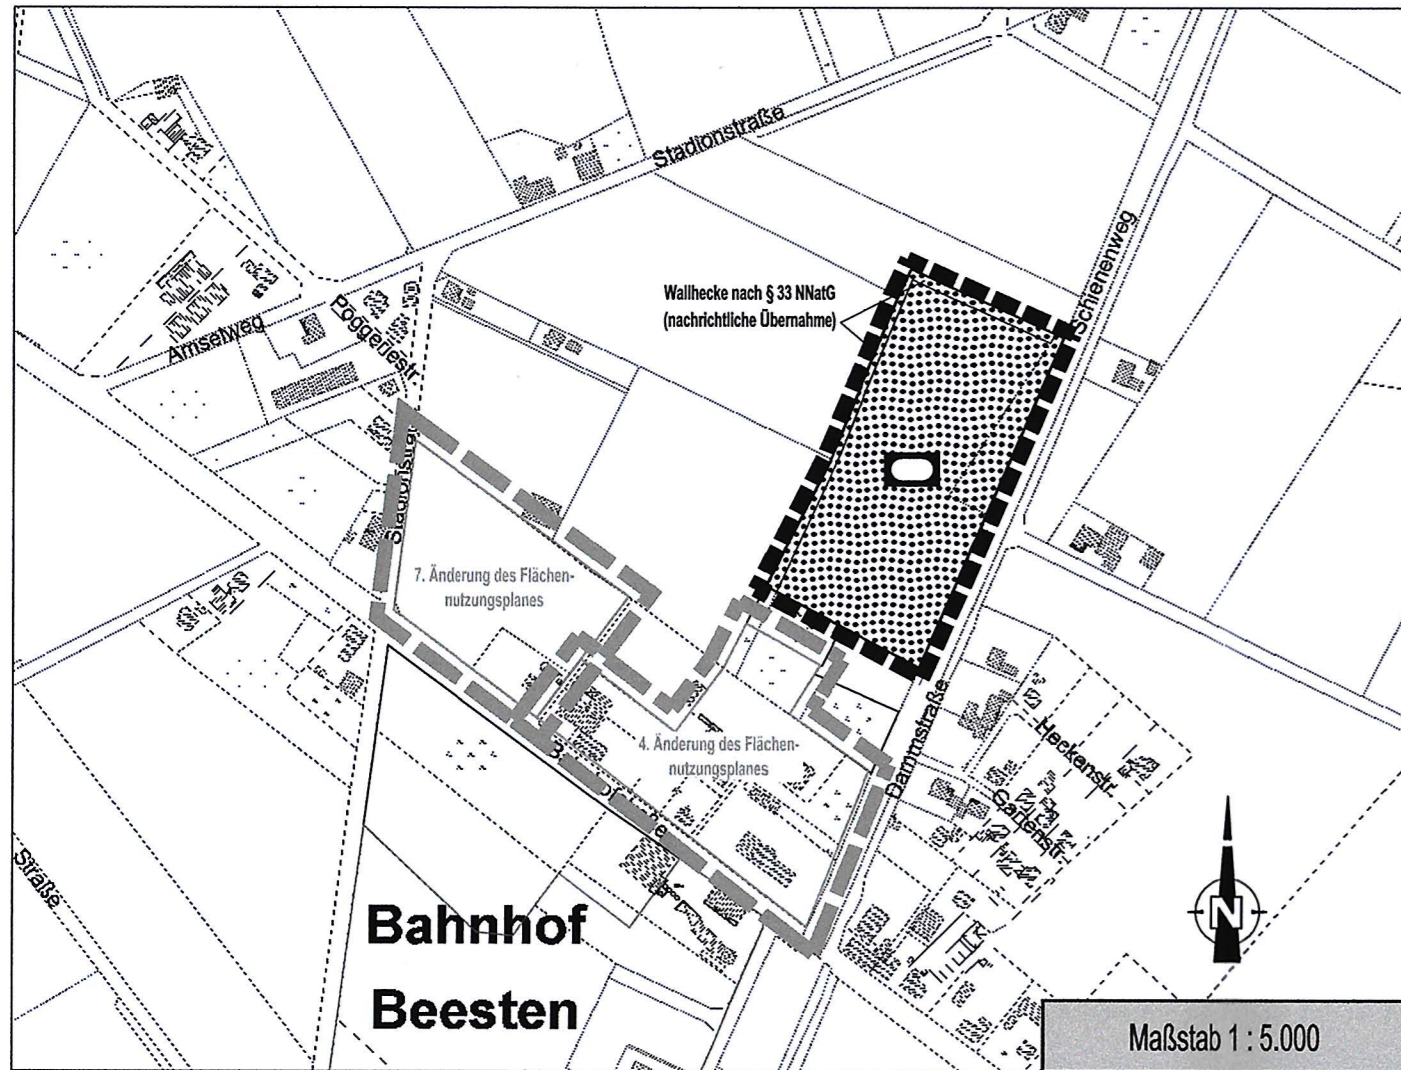 Stadionstraße
Schienenweg
Wallhecke nach § 33 NNatG
(nachrichtliche Übernahme)
Poggeliestr.
Amselweg
Stadionstr.
7. Änderung des Flächen-
nutzungsplanes
4. Änderung des Flächen-
nutzungsplanes
Dammstraße
Heckenstr.
Gartenstr.
Straße
Bahnhof
Beesten
N
Maßstab 1 : 5.000